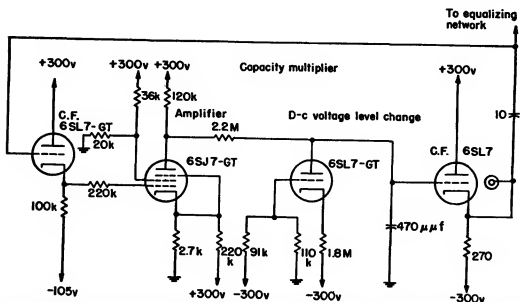 To equalizing
network
+300v
+300v +300v
Capacity multiplier
+300v
36k
120k
Amplifier
D-c voltage level change
10
C.F.
6SL7-GT
20k
2.2M
C.F.
6SL7
6SJ7-GT
6SL7-GT
220k
100k
470 μμf
2.7k
220
k
91k
110
k
1.8M
270
-105v
+300v
-300v
-300v
-300v